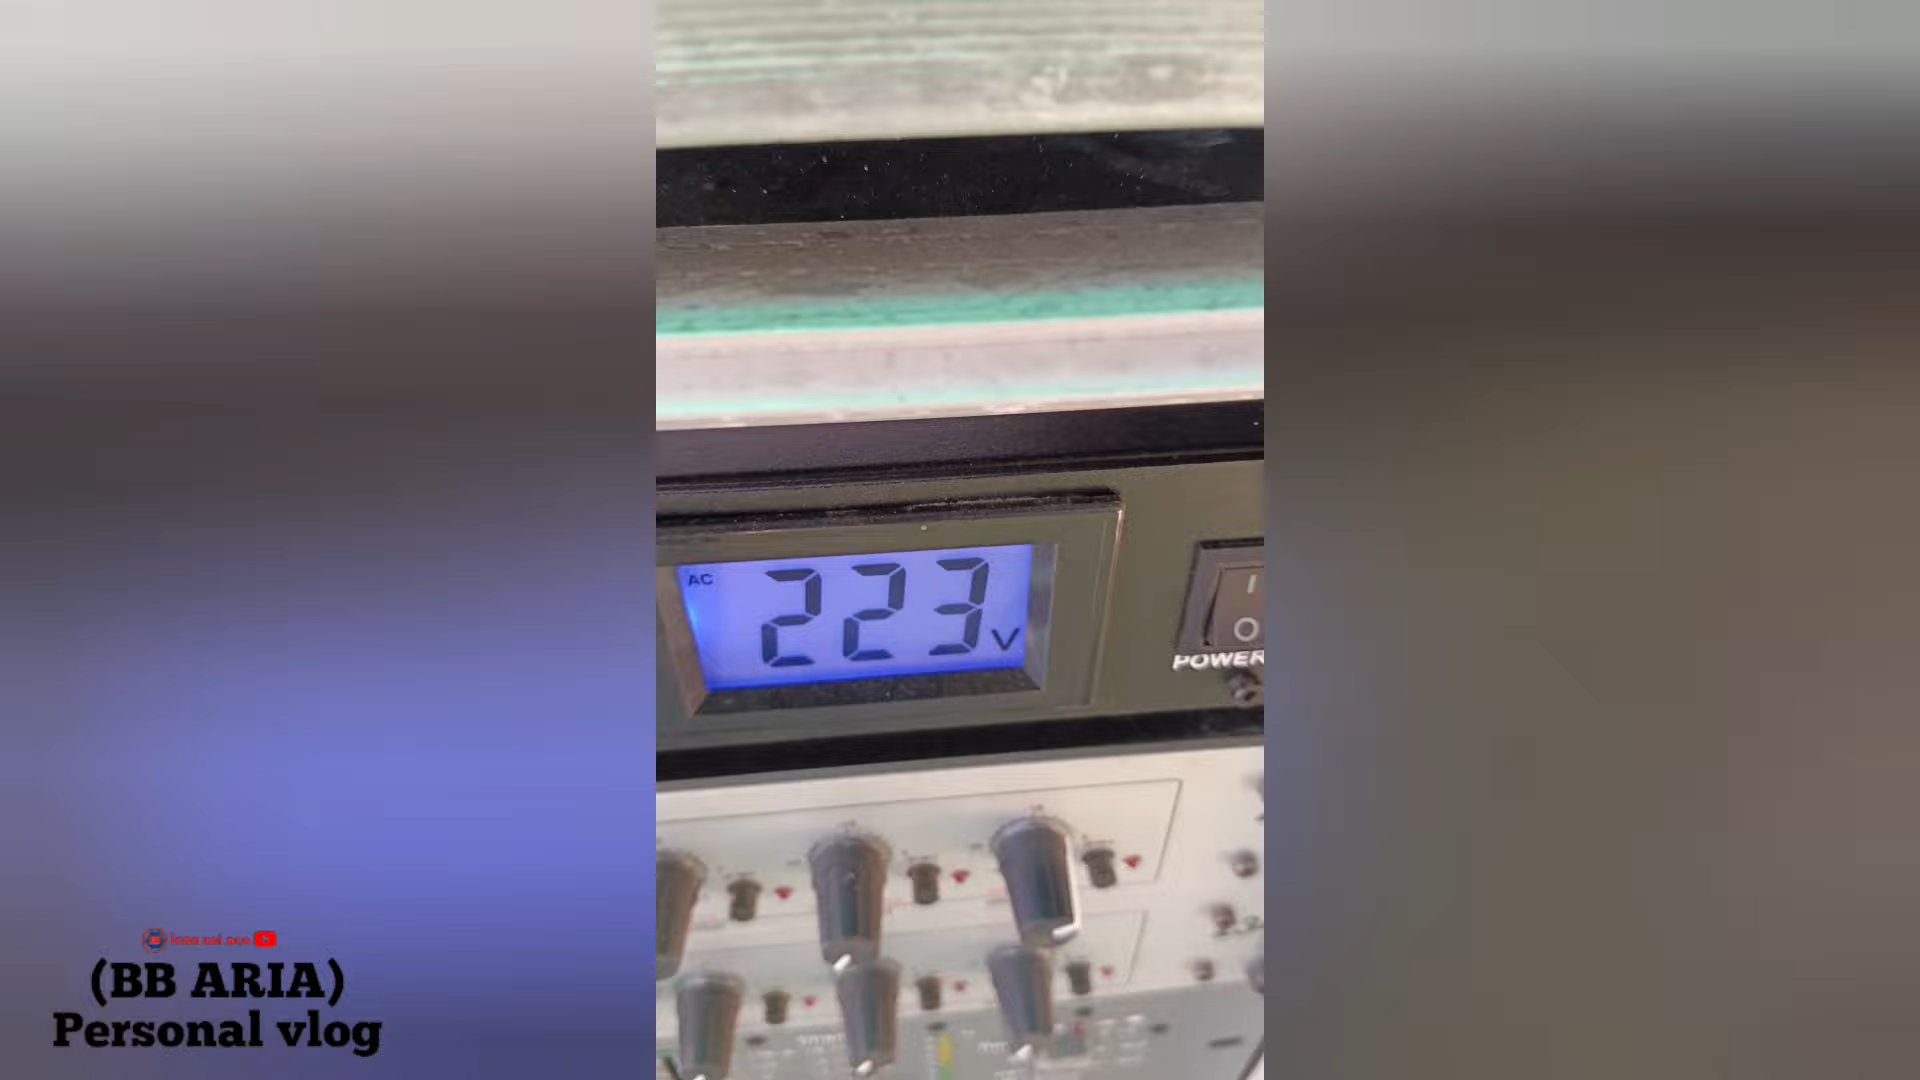 AC
223 V
I
O
POWER
(BB ARIA)
Personal vlog